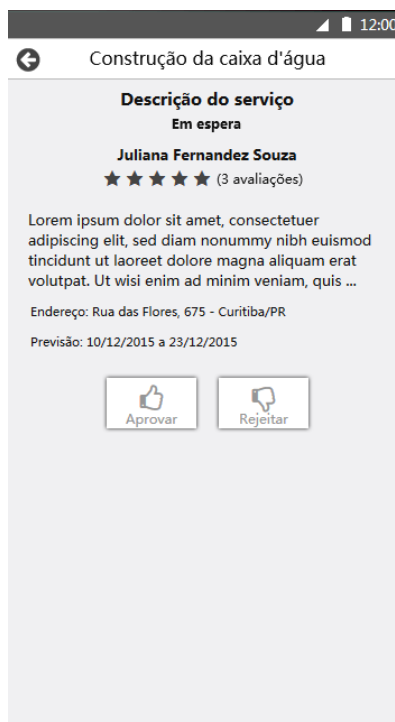 12:00
Construção da caixa d'água
Descrição do serviço
Em espera
Juliana Fernandez Souza
(3 avaliações)
Lorem ipsum dolor sit amet, consectetuer
adipiscing elit, sed diam nonummy nibh euismod
tincidunt ut laoreet dolore magna aliquam erat
volutpat. Ut wisi enim ad minim veniam, quis ...
Endereço: Rua das Flores, 675 - Curitiba/PR
Previsão: 10/12/2015 a 23/12/2015
Aprovar Rejeitar